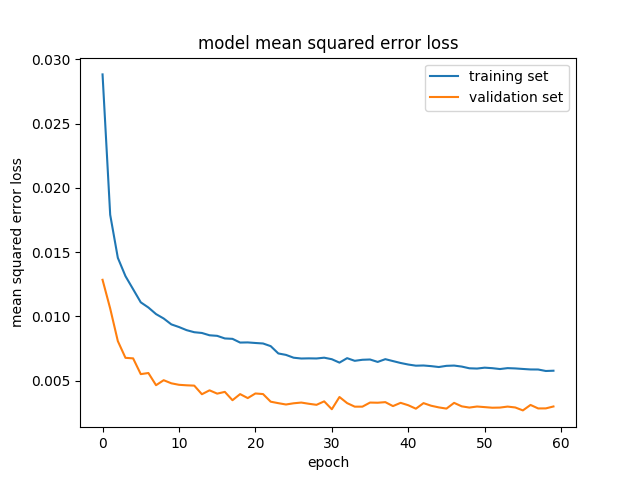 model mean squared error loss
training set
validation set
mean squared error loss
0.030
0.025
0.020
0.015
0.010
0.005
0 10 20 30 40 50 60
epoch